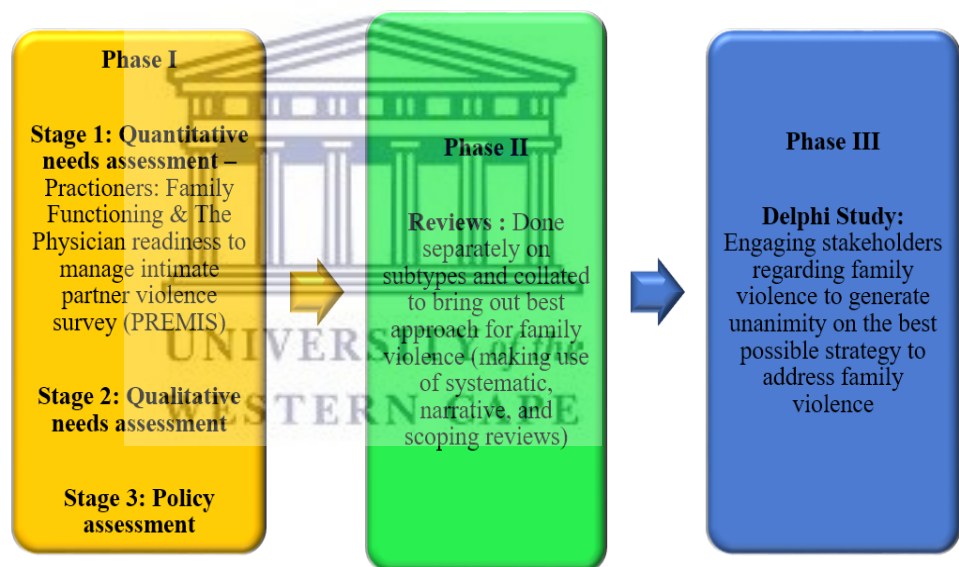 Phase I
Stage 1: Quantitative
needs assessment –
Practioners: Family
Functioning & The
Physician readiness to
manage intimate
partner violence
survey (PREMIS)
Stage 2: Qualitative
needs assessment
Stage 3: Policy
assessment
Phase II
Reviews : Done
separately on
subtypes and collated
to bring out best
approach for family
violence (making use
of systematic,
narrative, and
scoping reviews)
Phase III
Delphi Study:
Engaging stakeholders
regarding family
violence to generate
unanimity on the best
possible strategy to
address family
violence
UNIVERSITY of the
WESTERN CAPE